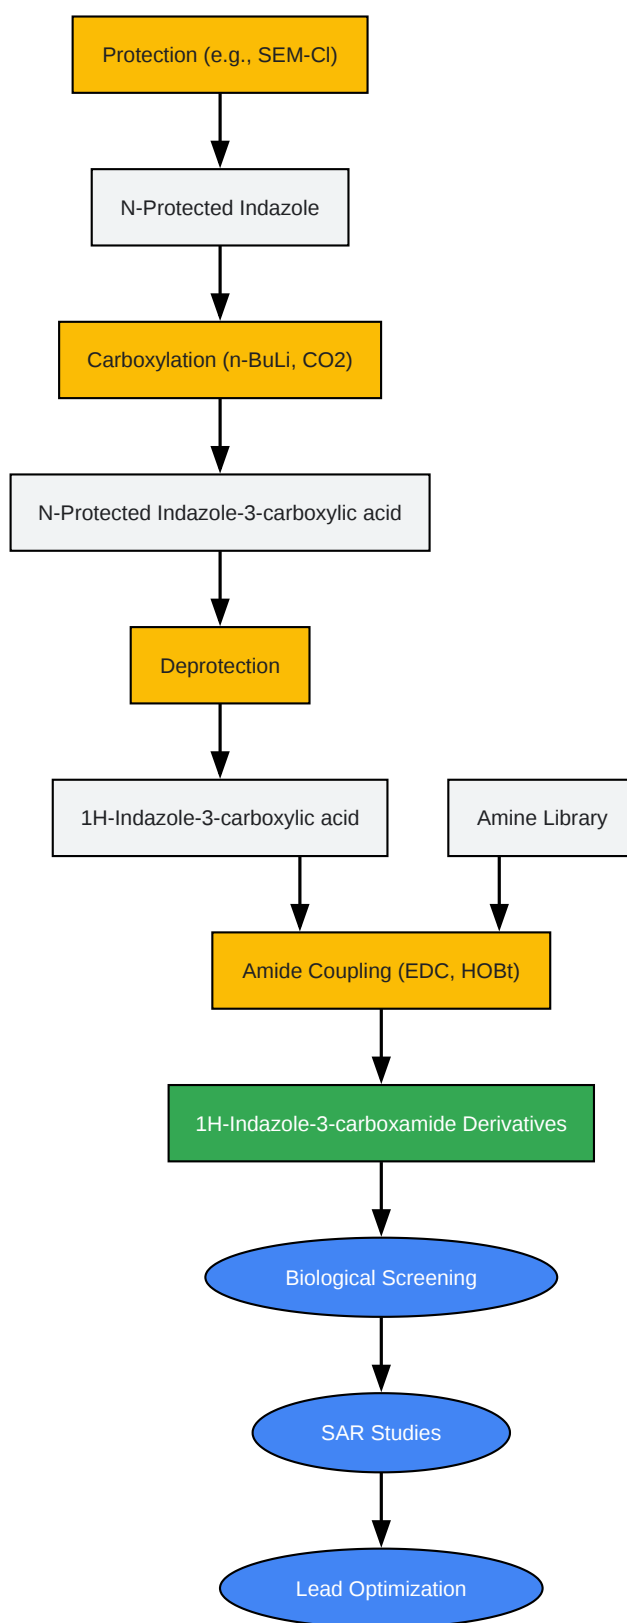 Protection (e.g., SEM-Cl)
N-Protected Indazole
Carboxylation (n-BuLi, CO2)
N-Protected Indazole-3-carboxylic acid
Deprotection
1H-Indazole-3-carboxylic acid
Amine Library
Amide Coupling (EDC, HOBt)
1H-Indazole-3-carboxamide Derivatives
Biological Screening
SAR Studies
Lead Optimization